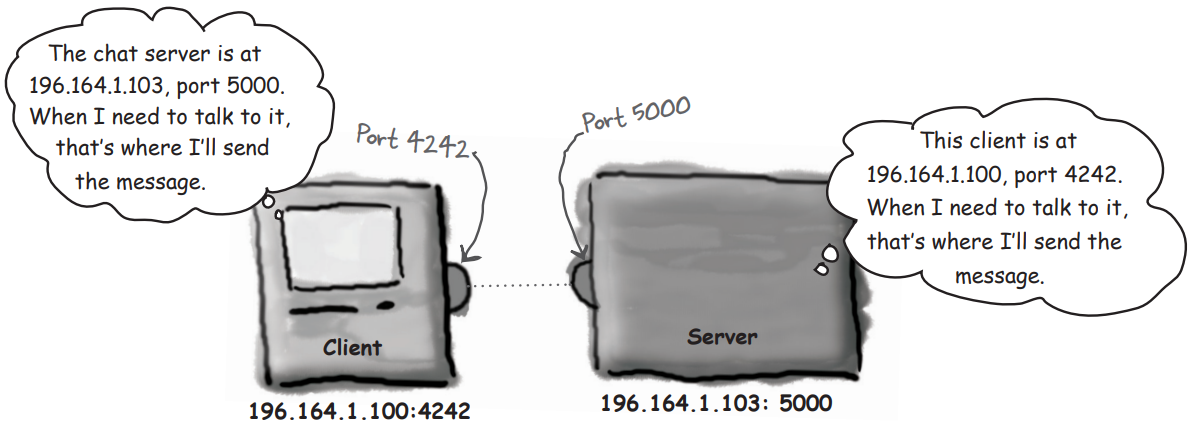 The chat server is at
196.164.1.103, port 5000.
When I need to talk to it,
that's where I'll send
the message.
Port 4242
Port 5000
This client is at
196.164.1.100, port 4242.
When I need to talk to it,
that's where I'll send the
message.
Client
Server
196.164.1.100:4242
196.164.1.103: 5000